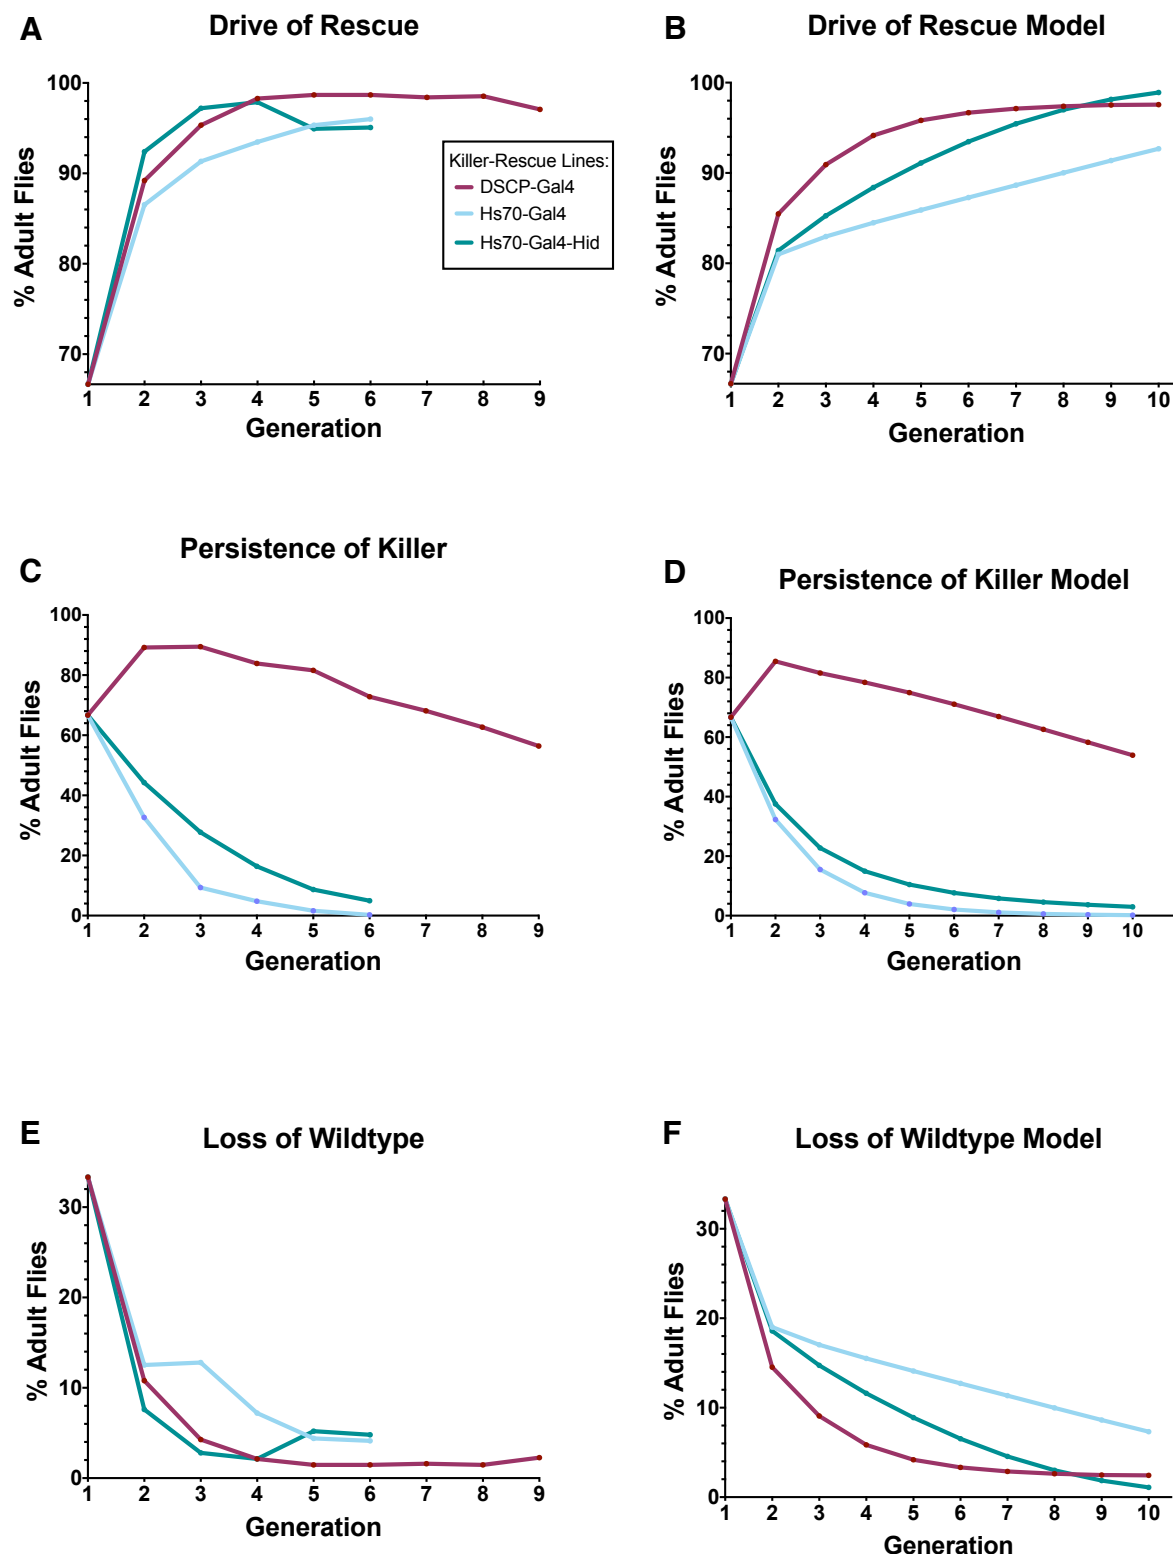 A
Drive of Rescue
% Adult Flies
100
90
80
70
1 2 3 4 5 6 7 8 9
Generation
Killer-Rescue Lines:
DSCP-Gal4
Hs70-Gal4
Hs70-Gal4-Hid
B
Drive of Rescue Model
% Adult Flies
100
90
80
70
1 2 3 4 5 6 7 8 9 10
Generation
C
Persistence of Killer
% Adult Flies
100
80
60
40
20
0
1 2 3 4 5 6 7 8 9
Generation
D
Persistence of Killer Model
% Adult Flies
100
80
60
40
20
0
1 2 3 4 5 6 7 8 9 10
Generation
E
Loss of Wildtype
% Adult Flies
30
20
10
0
1 2 3 4 5 6 7 8 9
Generation
F
Loss of Wildtype Model
% Adult Flies
30
20
10
0
1 2 3 4 5 6 7 8 9 10
Generation